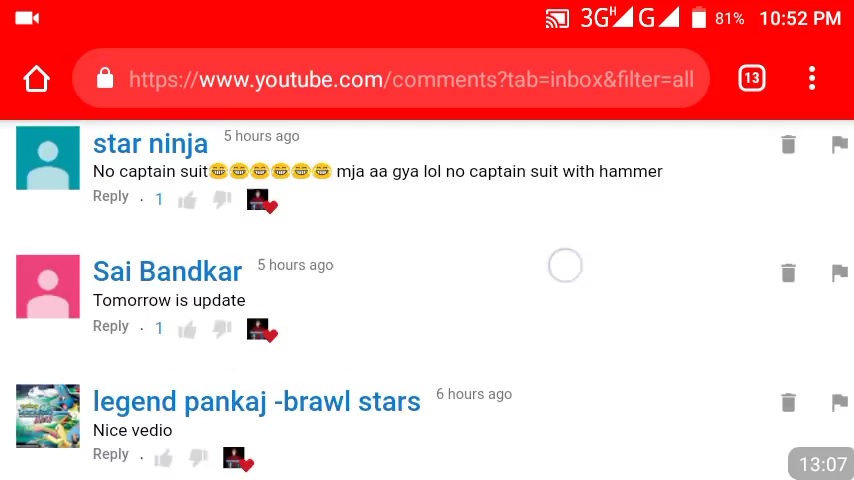 3G H G 81% 10:52 PM
https://www.youtube.com/comments?tab=inbox&filter=all 13
star ninja 5 hours ago
No captain suit😂😂😂😂😂😂 mja aa gya lol no captain suit with hammer
Reply . 1
Sai Bandkar 5 hours ago
Tomorrow is update
Reply . 1
legend pankaj -brawl stars 6 hours ago
Nice vedio
Reply .
13:07